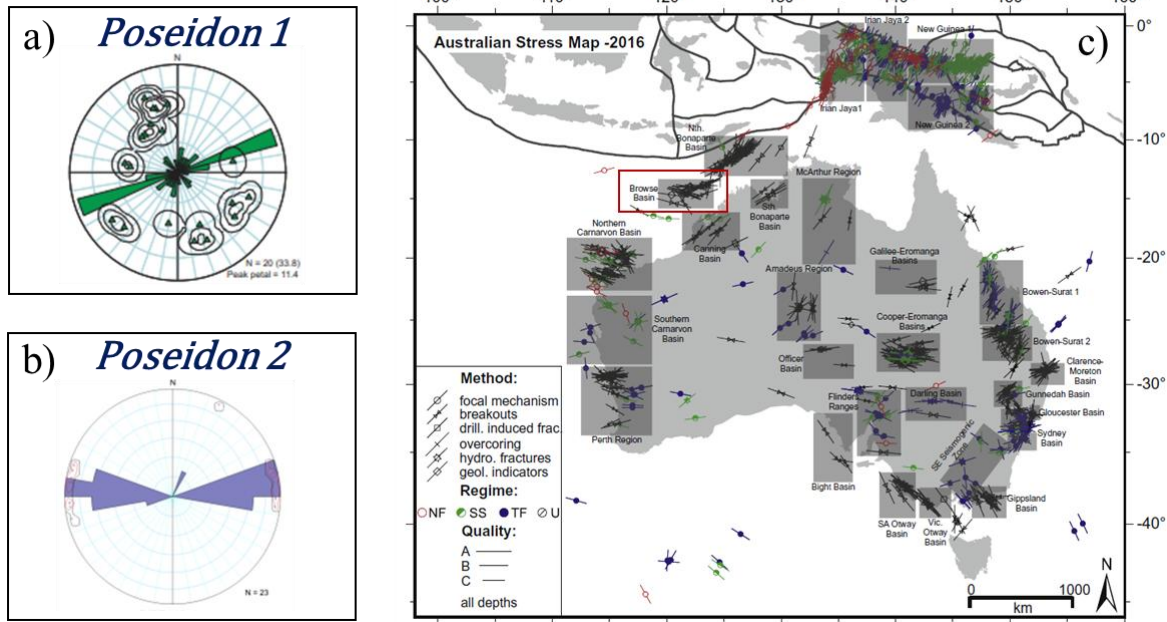 a) Poseidon 1
N
N = 20 (33.8)
Peak petal = 11.4
b) Poseidon 2
N
N = 23
c)
Australian Stress Map -2016
0°
-10°
-20°
-30°
-40°
Irian Jaya 2
New Guinea 1
Irian Jaya1
New Guinea 2
Nth.
Bonaparte
Basin
Browse
Basin
McArthur Region
Sth.
Bonaparte
Basin
Northern
Carnarvon Basin
Canning
Basin
Galilee-Eromanga
Basins
Amadeus Region
Bowen-Surat 1
Southern
Carnarvon
Basin
Cooper-Eromanga
Basins
Bowen-Surat 2
Officer
Basin
Clarence-
Moreton
Basin
Flinders
Ranges
Darling Basin
Gunnedah Basin
Gloucester Basin
Sydney
Basin
Perth Region
SE Seismogenic
Zone
Bight Basin
Gippsland
Basin
SA Otway
Basin
Vic.
Otway
Basin
Method:
focal mechanism
breakouts
drill. induced frac.
overcoring
hydro. fractures
geol. indicators
Regime:
NF SS TF U
Quality:
A
B
C
all depths
N
0 1000
km